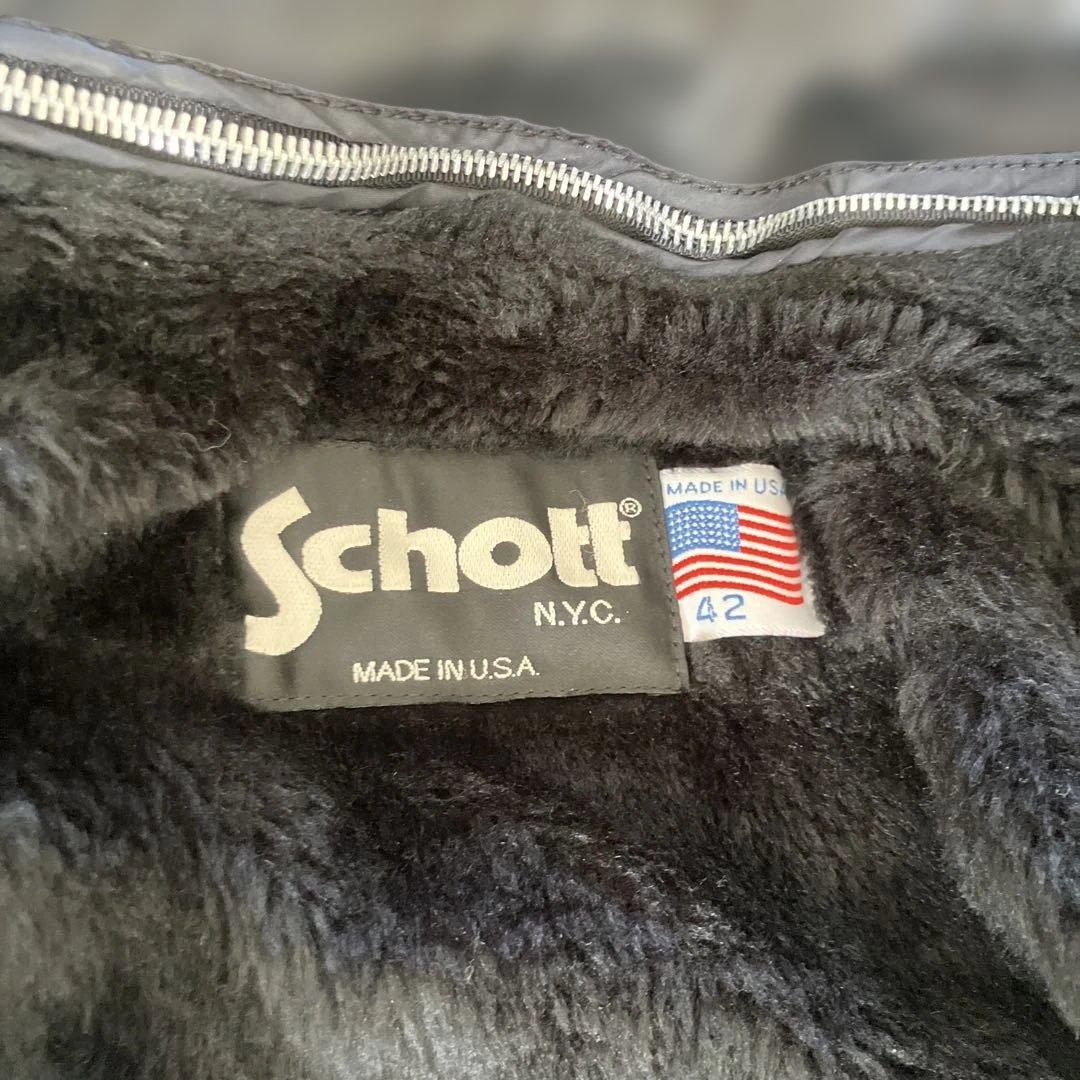 Schott®
N.Y.C.
MADE IN U.S.A.
MADE IN USA
42